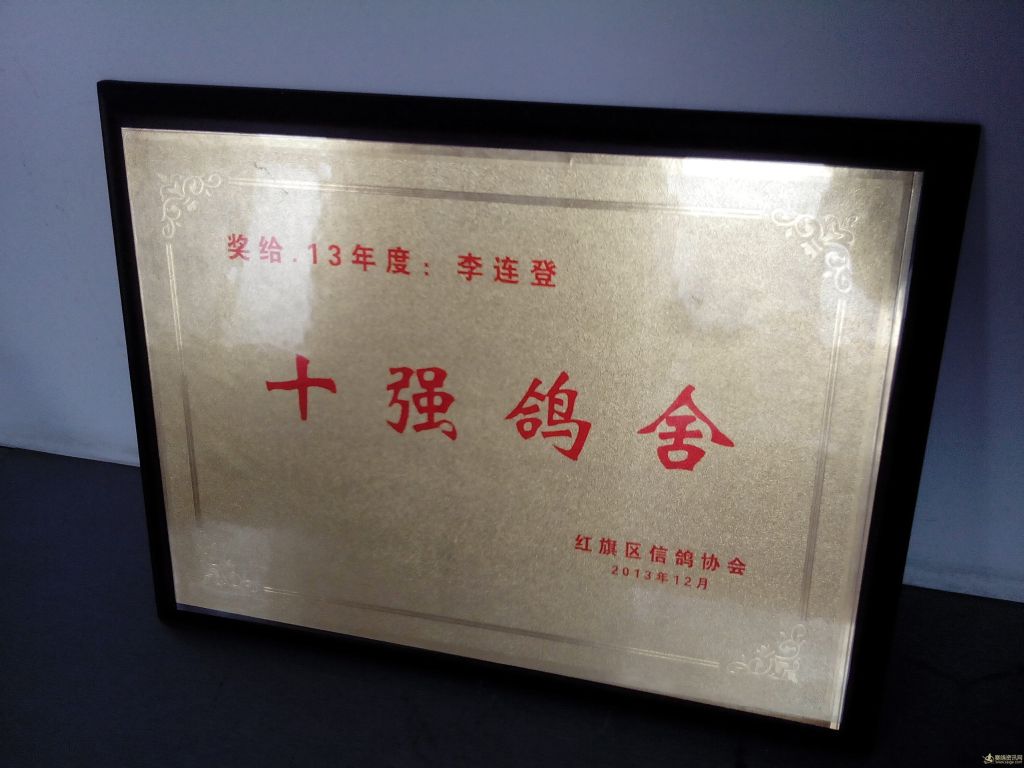 奖给.13年度：李连登
十强鸽舍
红旗区信鸽协会
2013年12月